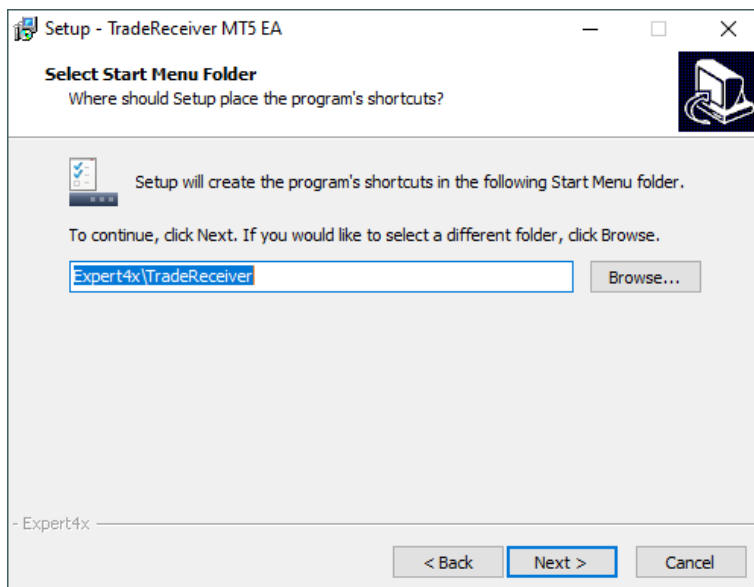 Setup - TradeReceiver MT5 EA
Select Start Menu Folder
Where should Setup place the program's shortcuts?
Setup will create the program's shortcuts in the following Start Menu folder.
To continue, click Next. If you would like to select a different folder, click Browse.
Expert4x\TradeReceiver
Browse...
Expert4x
< Back
Next >
Cancel